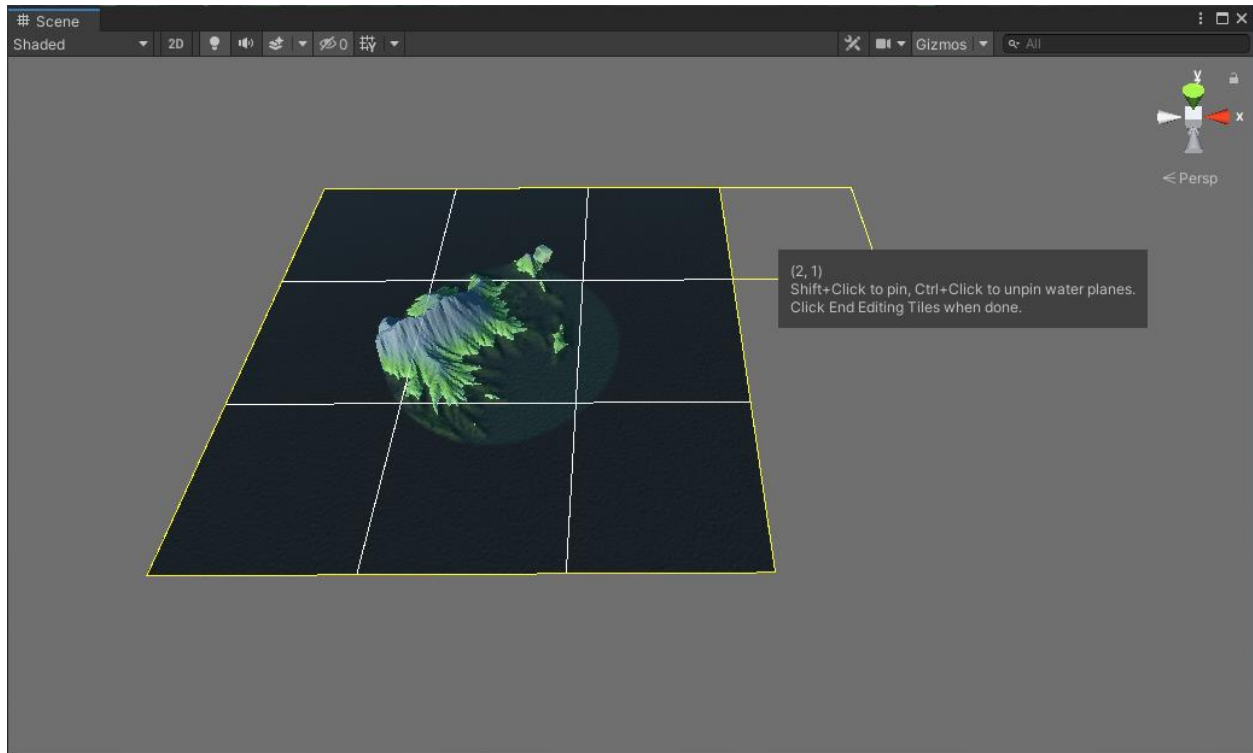 # Scene
Shaded
2D
0
Gizmos
All
y
x
< Persp
(2, 1)
Shift+Click to pin, Ctrl+Click to unpin water planes.
Click End Editing Tiles when done.